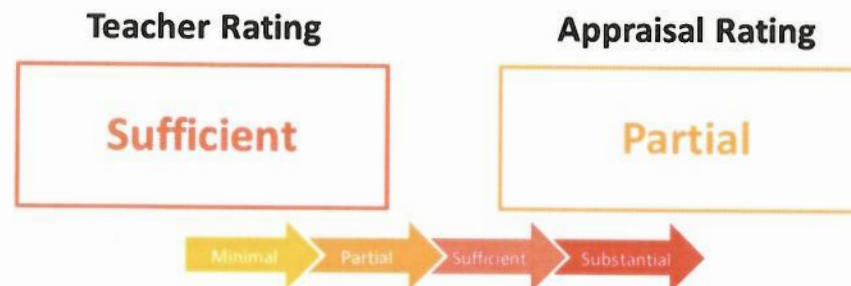 Teacher Rating
Appraisal Rating
Sufficient
Partial
Minimal Partial Sufficient Substantial